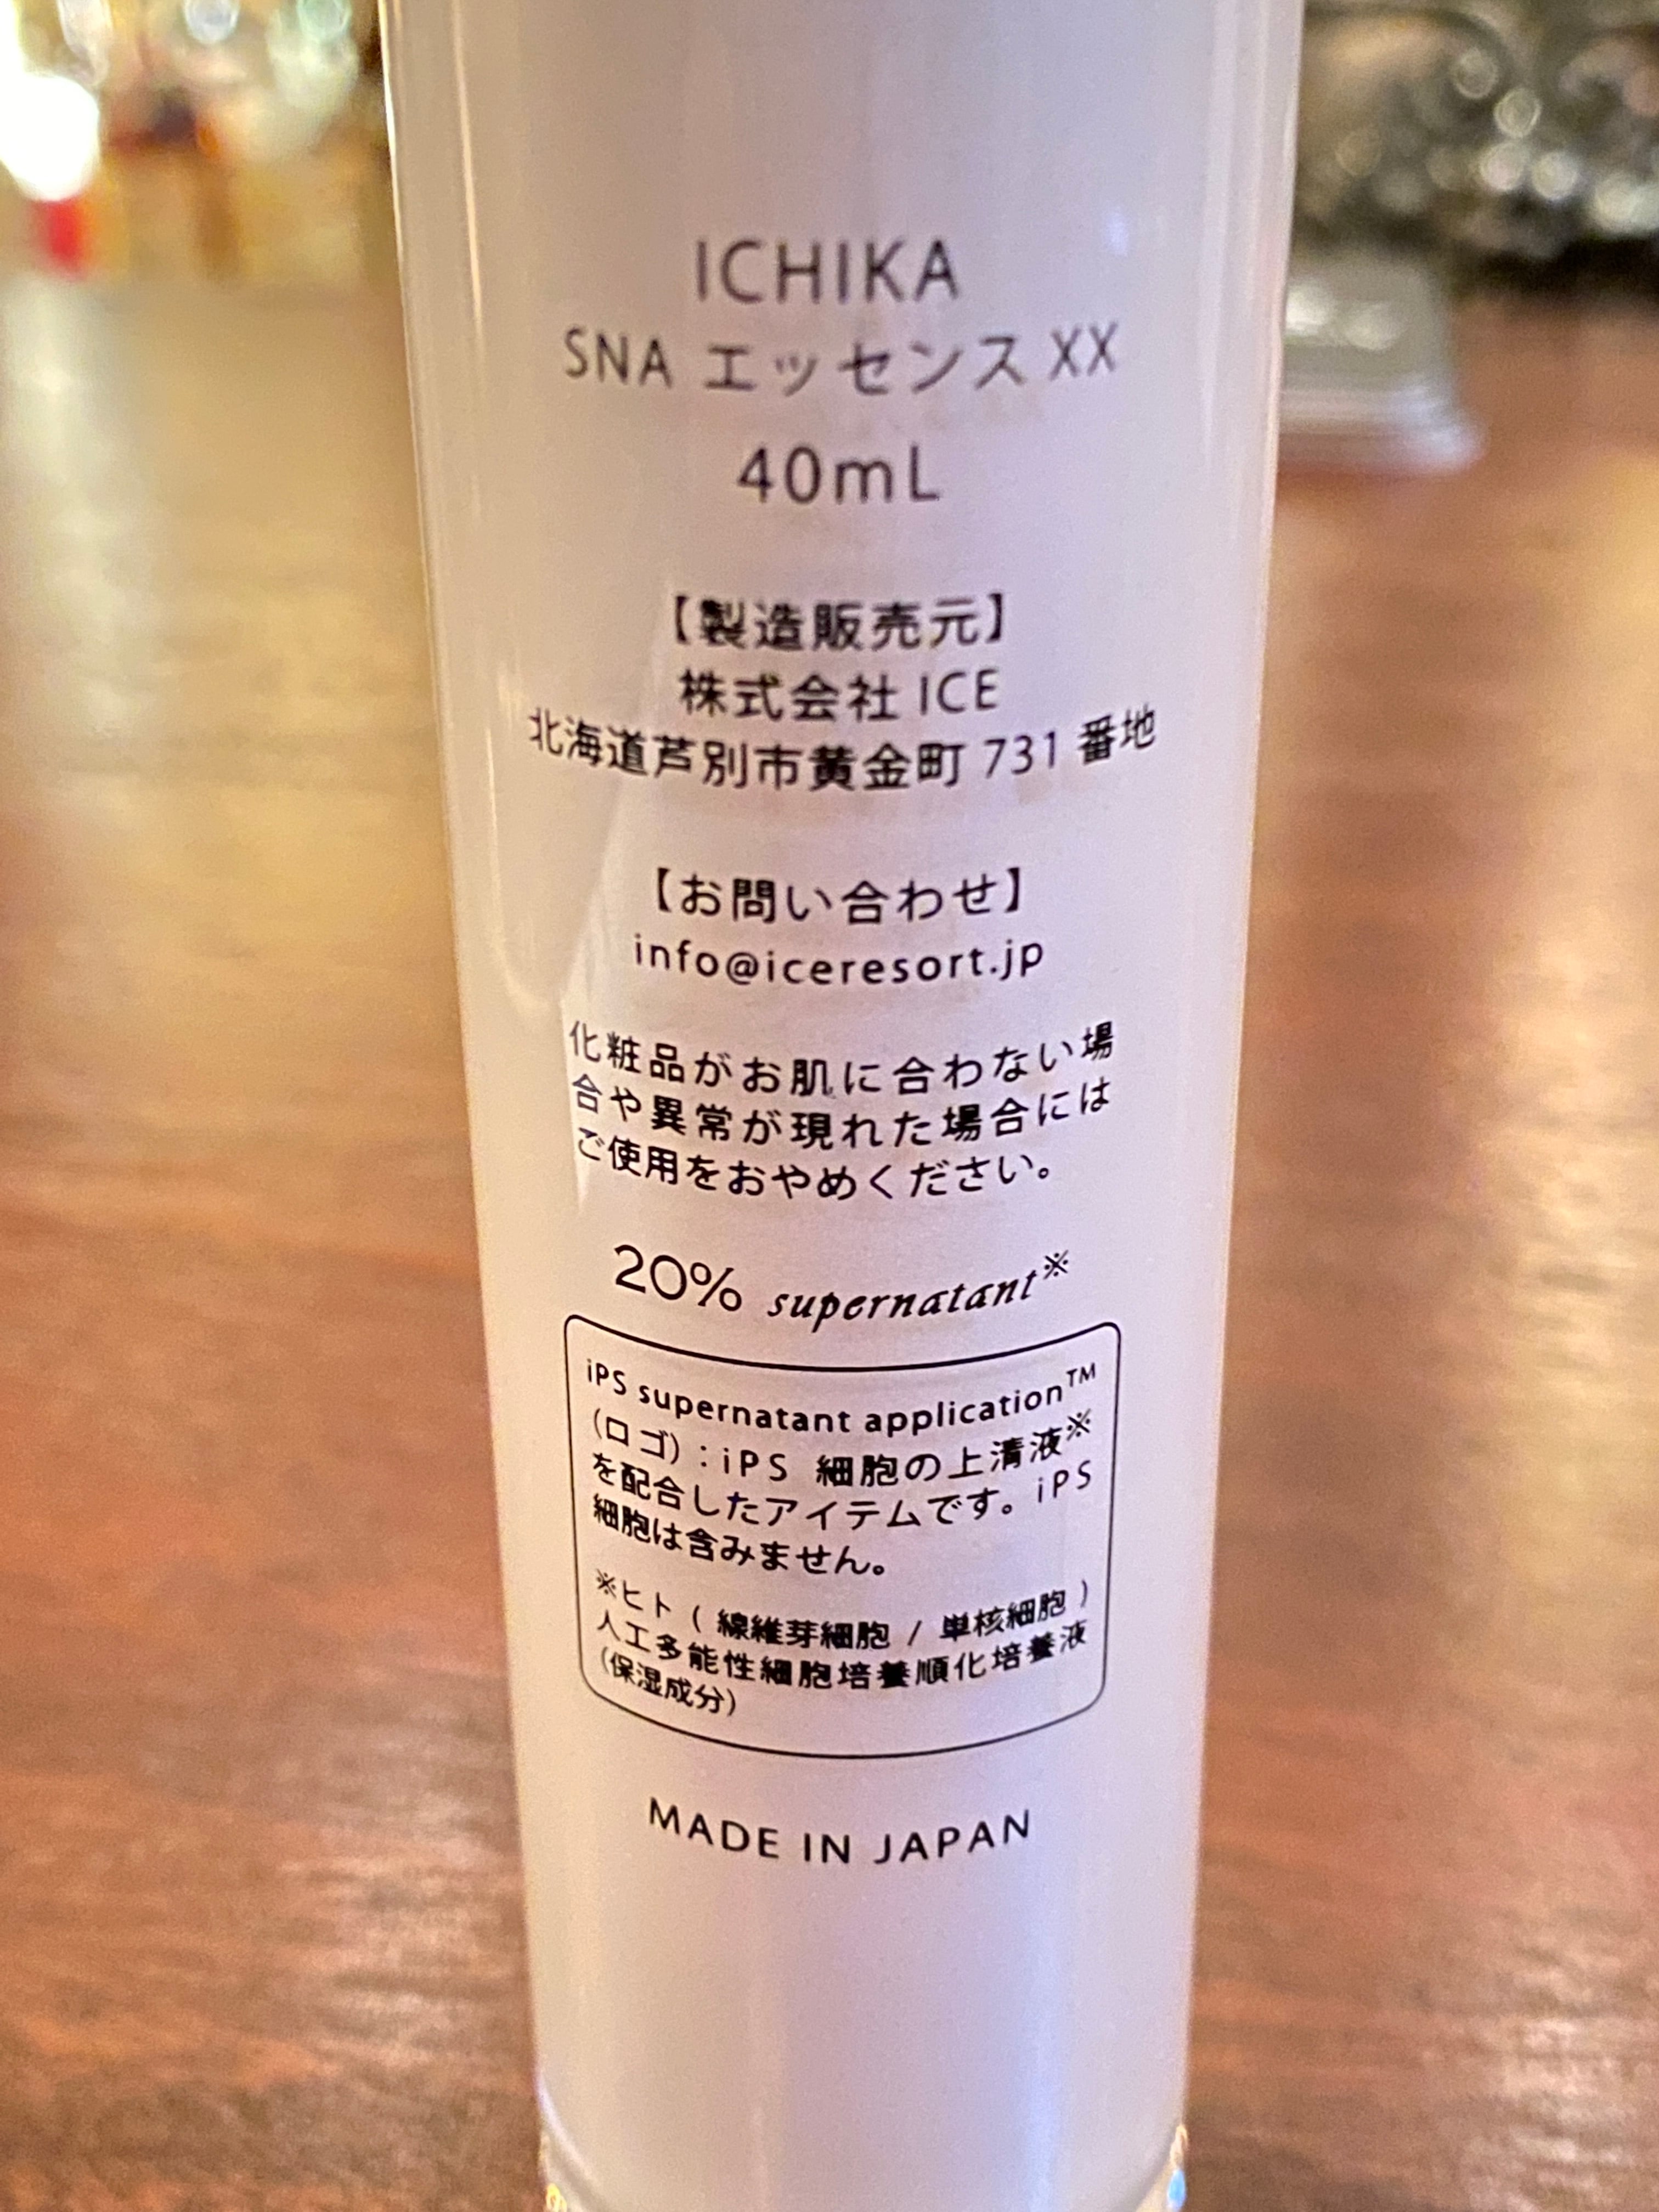 ICHIKA
SNA エッセンス XX
40mL
【製造販売元】
株式会社 ICE
北海道芦別市黄金町 731 番地
【お問い合わせ】
info@iceresort.jp
化粧品がお肌に合わない場
合や異常が現れた場合には
ご使用をおやめください。
20% supernatant※
iPS supernatant application™
(ロゴ):iPS 細胞の上清液※
を配合したアイテムです。iPS
細胞は含みません。
※ヒト ( 線維芽細胞 / 単核細胞 )
人工多能性細胞培養順化培養液
(保湿成分)
MADE IN JAPAN